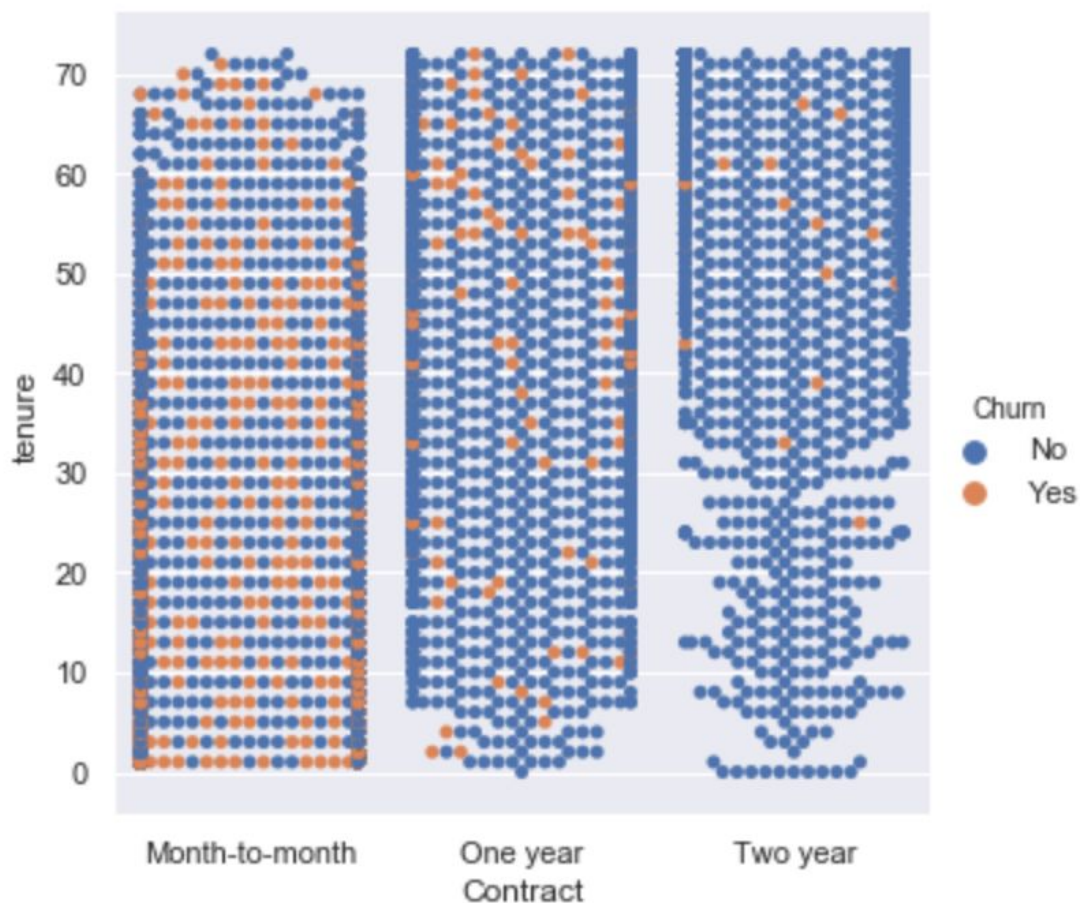 70
60
50
40
30
20
10
0
tenure
Month-to-month
One year
Two year
Contract
Churn
No
Yes